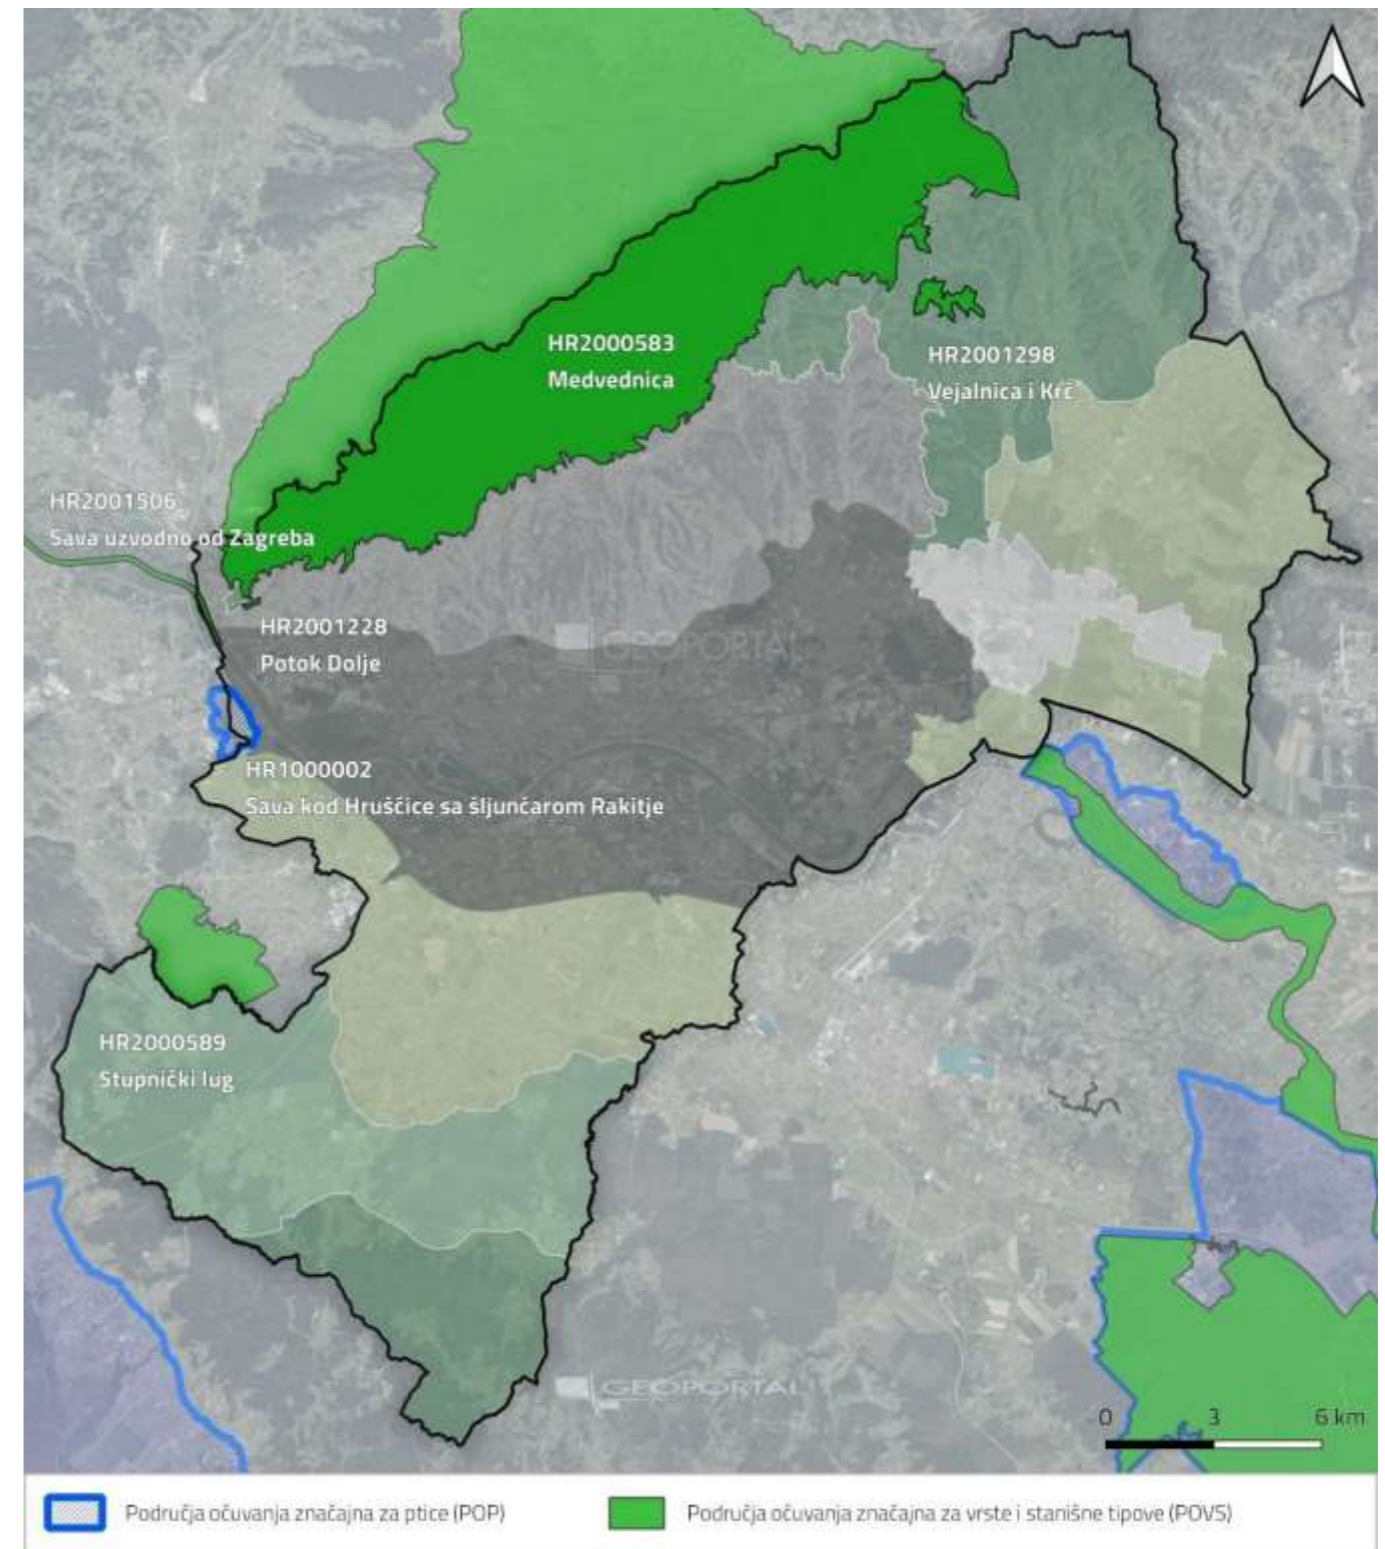 HR2000583
Medvednica
HR2001298
Vejalnica i Krč
HR2001506
Sava uzvodno od Zagreba
HR2001228
Potok Dolje
GEOPORTAL
HR1000002
Sava kod Hrušćice sa šljunčarom Rakitje
HR2000589
Stupnički lug
GEOPORTAL
0 3 6 km
Područja očuvanja značajna za ptice (POP)
Područja očuvanja značajna za vrste i stanišne tipove (POVS)